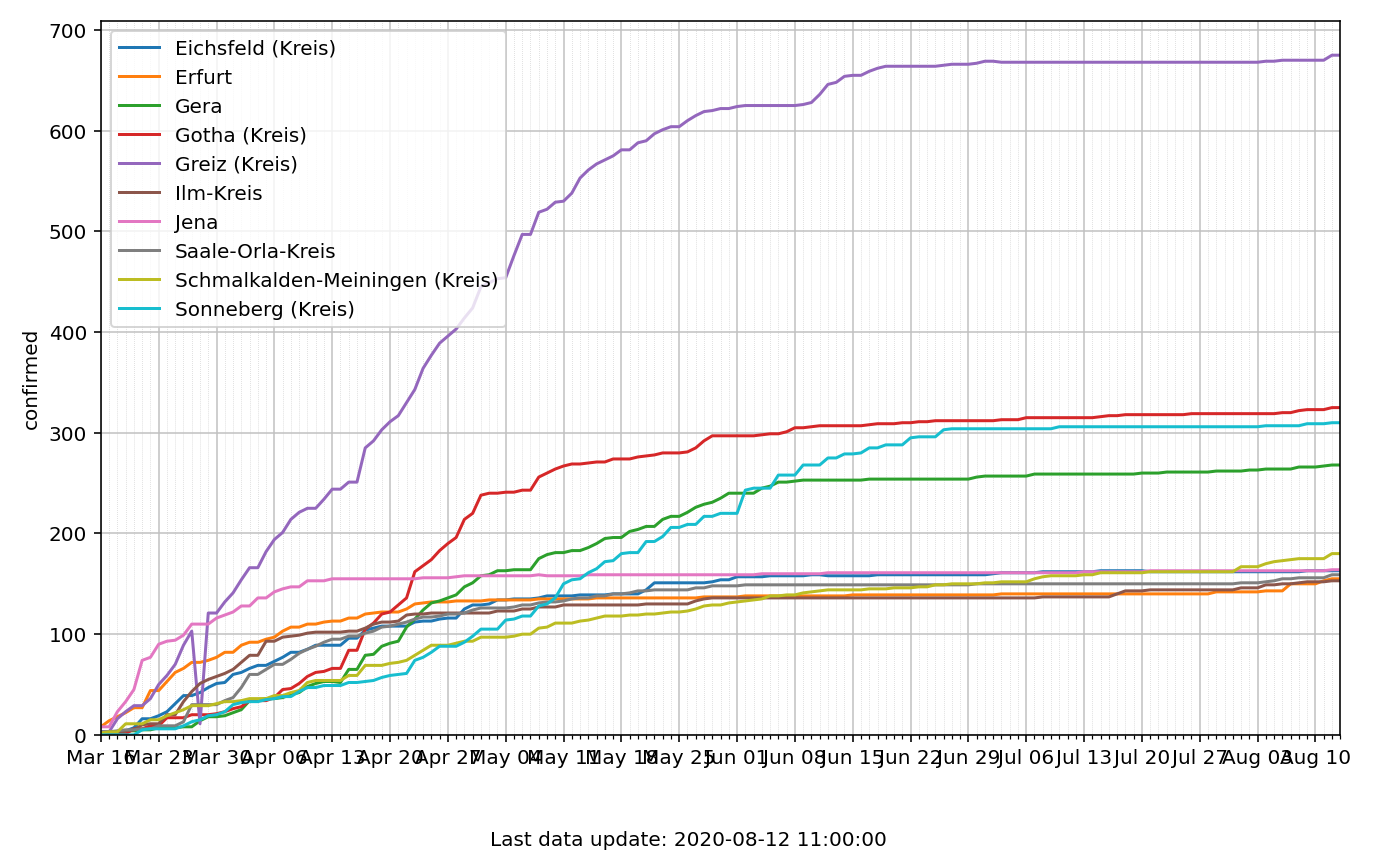 700
600
500
400
300
200
100
0
confirmed
Eichsfeld (Kreis)
Erfurt
Gera
Gotha (Kreis)
Greiz (Kreis)
Ilm-Kreis
Jena
Saale-Orla-Kreis
Schmalkalden-Meiningen (Kreis)
Sonneberg (Kreis)
Mar 16 Mar 23 Mar 30 Apr 06 Apr 13 Apr 20 Apr 27 May 04 May 11 May 18 May 25 Jun 01 Jun 08 Jun 15 Jun 22 Jun 29 Jul 06 Jul 13 Jul 20 Jul 27 Aug 03 Aug 10
Last data update: 2020-08-12 11:00:00